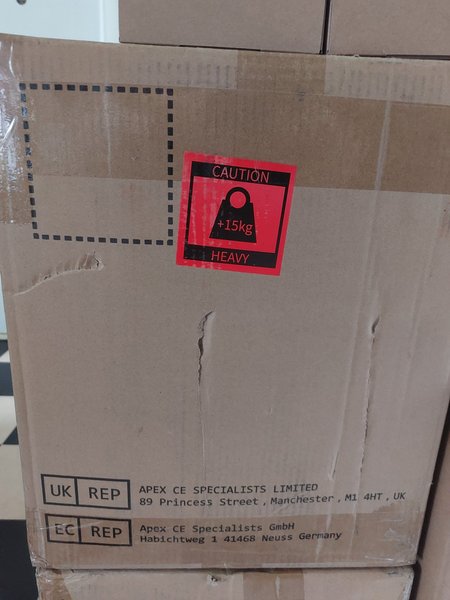 CAUTION
+15kg
HEAVY
UK REP
APEX CE SPECIALISTS LIMITED
89 Princess Street , Manchester , M1 4HT , UK
EC REP
Apex CE Specialists GmbH
Habichtweg 1 41468 Neuss Germany